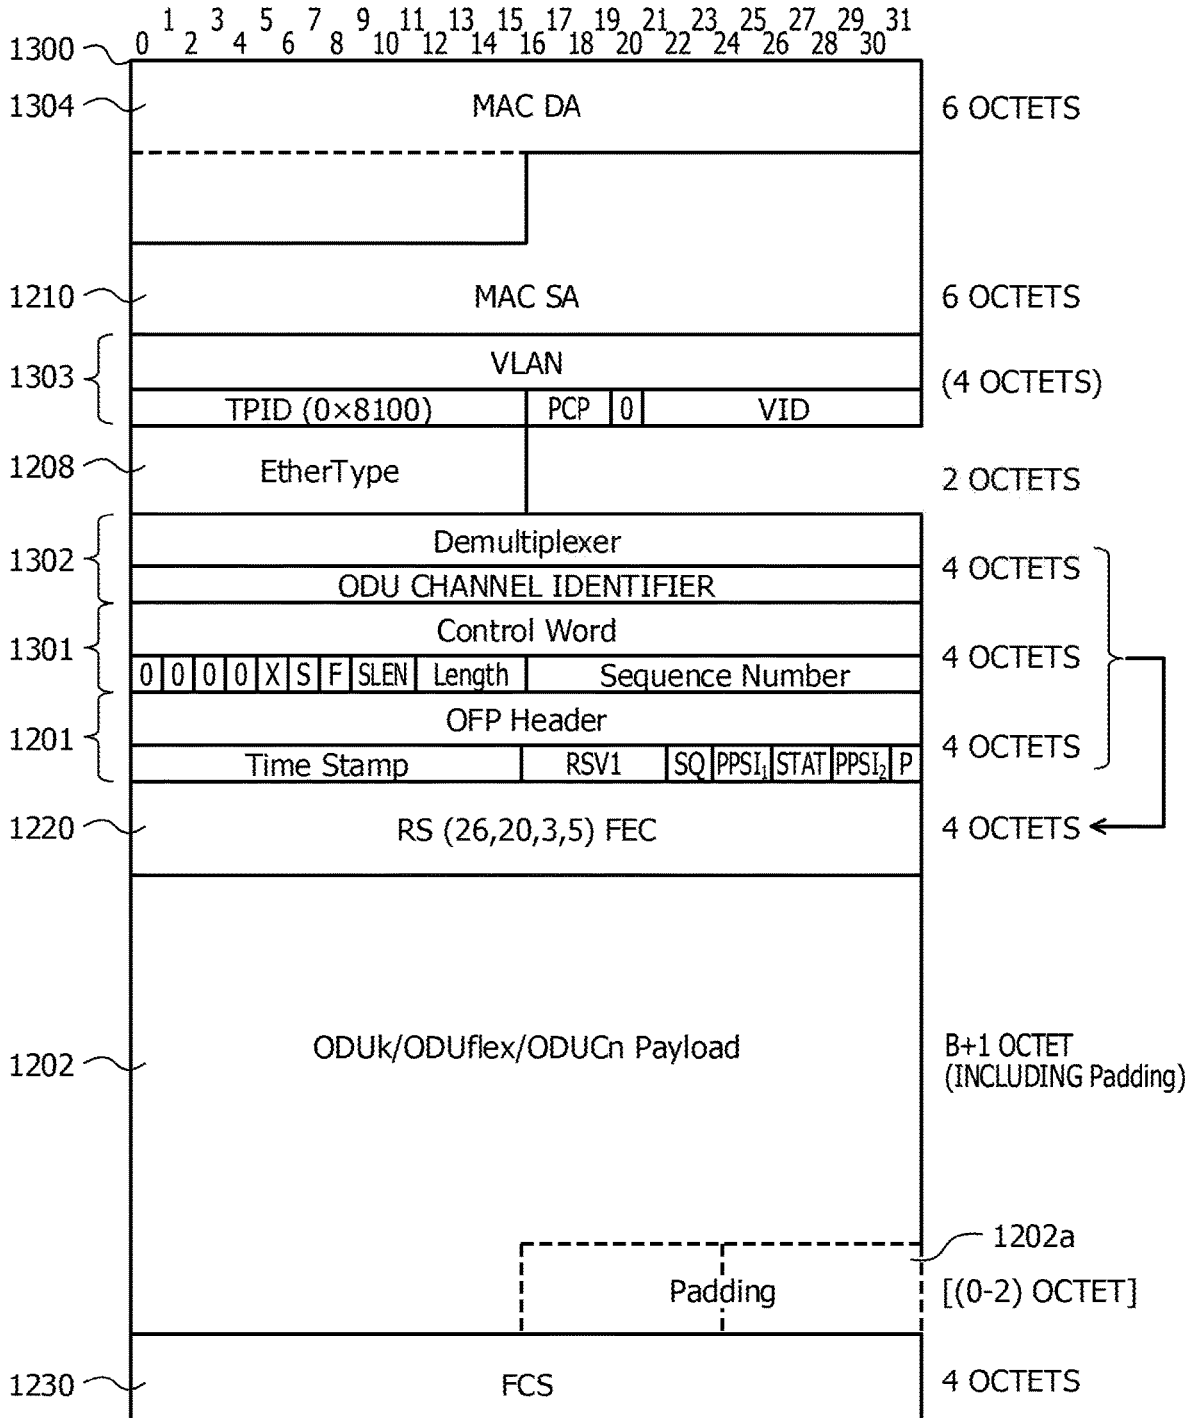 1 3 5 7 9 11 13 15 17 19 21 23 25 27 29 31
0 2 4 6 8 10 12 14 16 18 20 22 24 26 28 30
1300
1304 MAC DA 6 OCTETS
1210 MAC SA 6 OCTETS
VLAN
1303 (4 OCTETS)
TPID (0×8100) PCP 0 VID
1208 EtherType 2 OCTETS
Demultiplexer
1302 4 OCTETS
ODU CHANNEL IDENTIFIER
Control Word
1301 4 OCTETS
0 0 0 0 X S F SLEN Length Sequence Number
OFP Header
1201 4 OCTETS
Time Stamp RSV1 SQ PPSI1 STAT PPSI2 P
1220 RS (26,20,3,5) FEC 4 OCTETS
1202 ODUk/ODUflex/ODUCn Payload B+1 OCTET
(INCLUDING Padding)
1202a
Padding [(0-2) OCTET]
1230 FCS 4 OCTETS